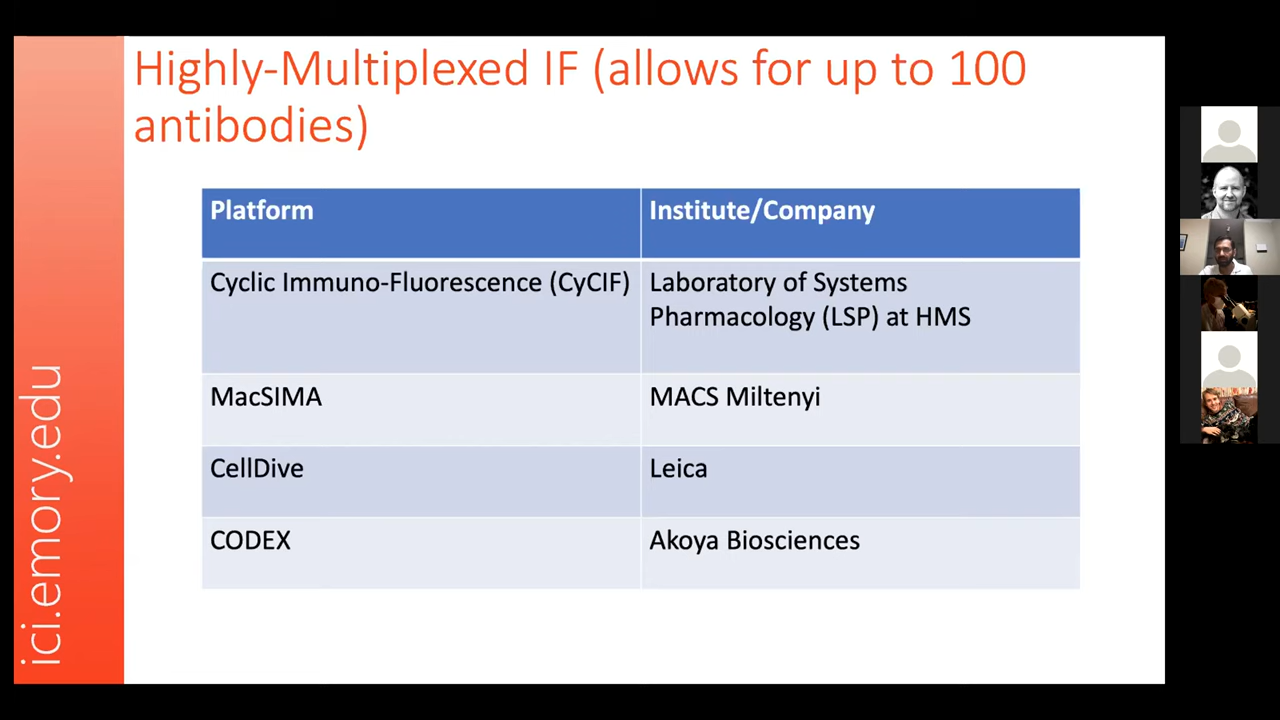 Highly-Multiplexed IF (allows for up to 100
antibodies)
Platform
Institute/Company
Cyclic Immuno-Fluorescence (CyCIF)
Laboratory of Systems
Pharmacology (LSP) at HMS
MacSIMA
MACS Miltenyi
CellDive
Leica
CODEX
Akoya Biosciences
ici.emory.edu